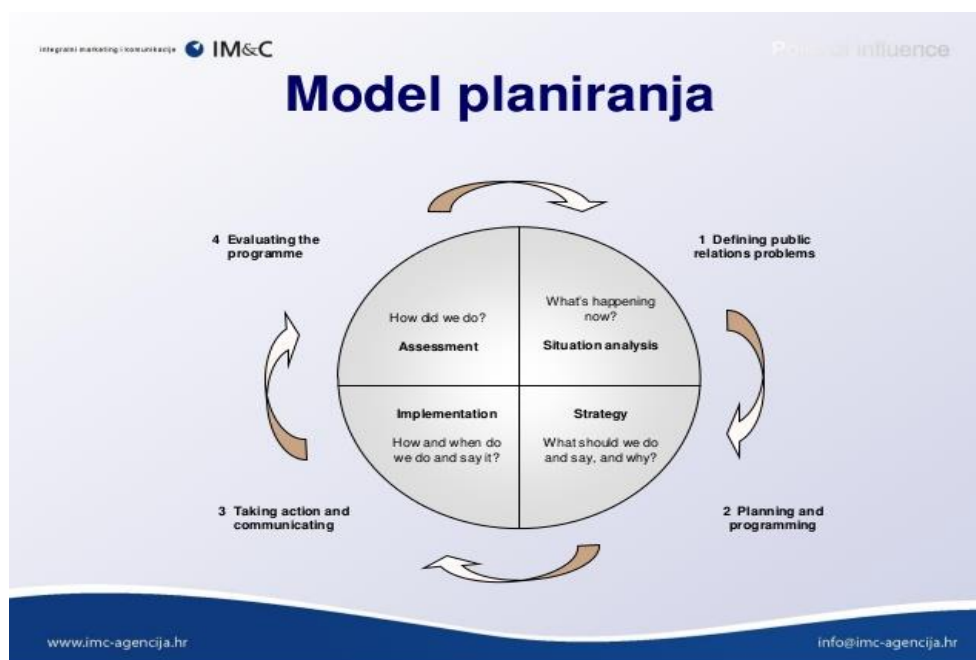 integralni marketing i komunikacije IM&C
influence
Model planiranja
4 Evaluating the
programme
1 Defining public
relations problems
How did we do?
Assessment
What's happening
now?
Situation analysis
Implementation
How and when do
we do and say it?
Strategy
What should we do
and say, and why?
3 Taking action and
communicating
2 Planning and
programming
www.imc-agencija.hr
info@imc-agencija.hr